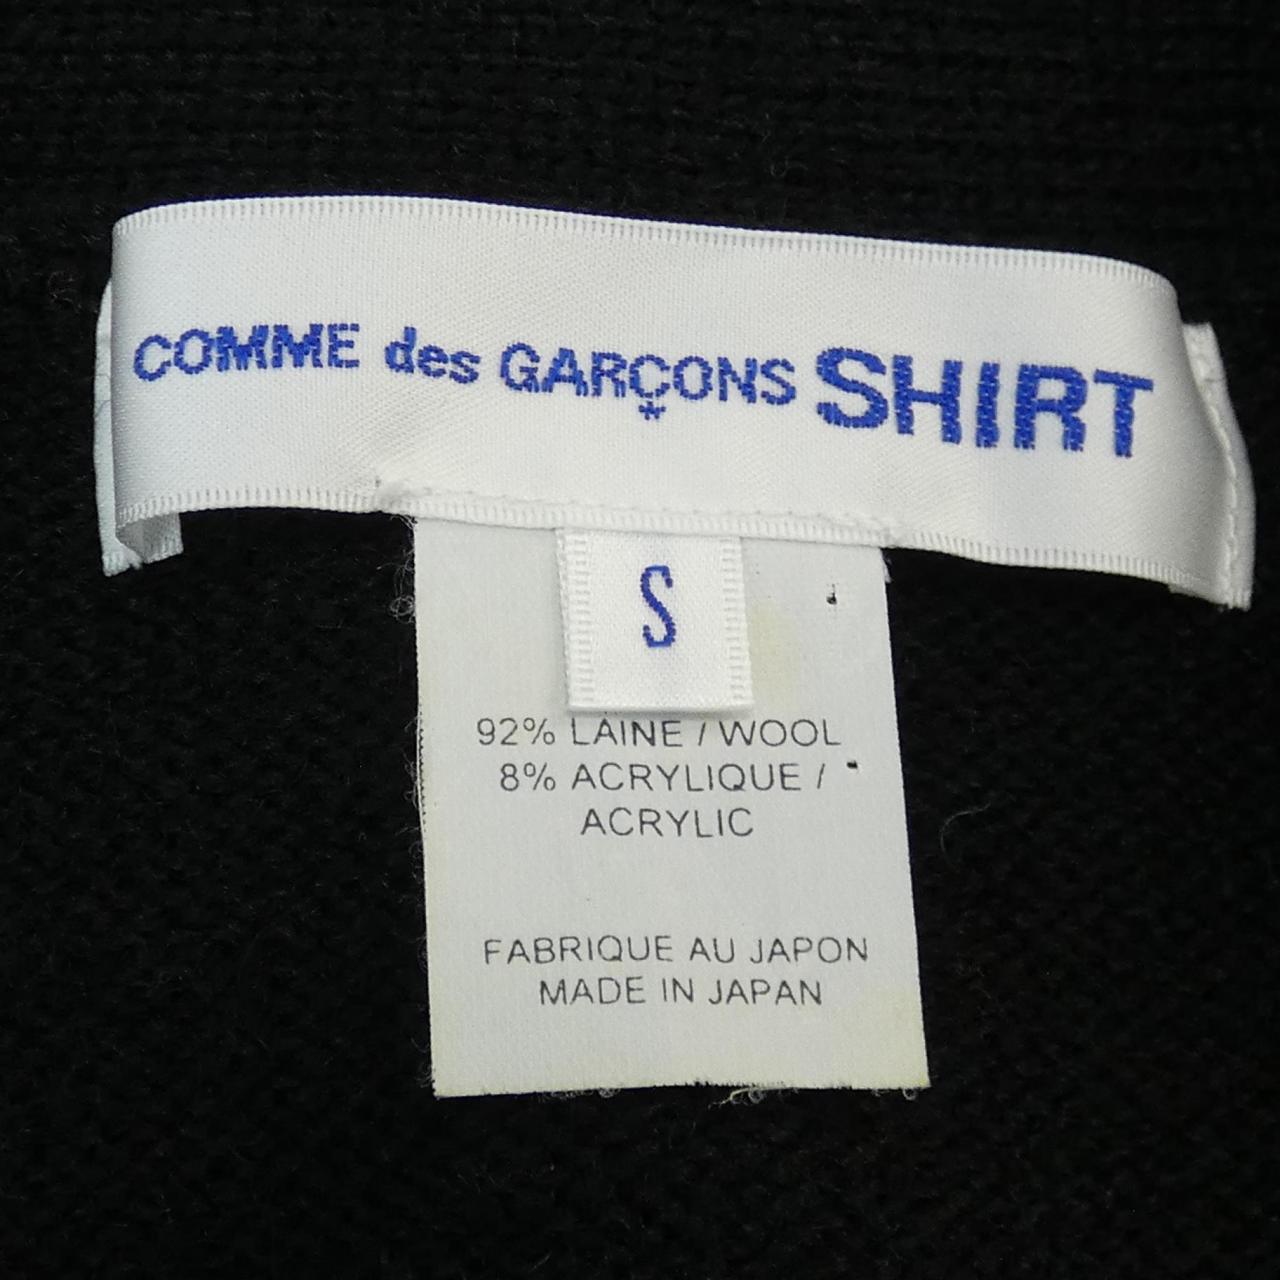 COMME des GARÇONS SHIRT
S
92% LAINE / WOOL
8% ACRYLIQUE /
ACRYLIC
FABRIQUE AU JAPON
MADE IN JAPAN